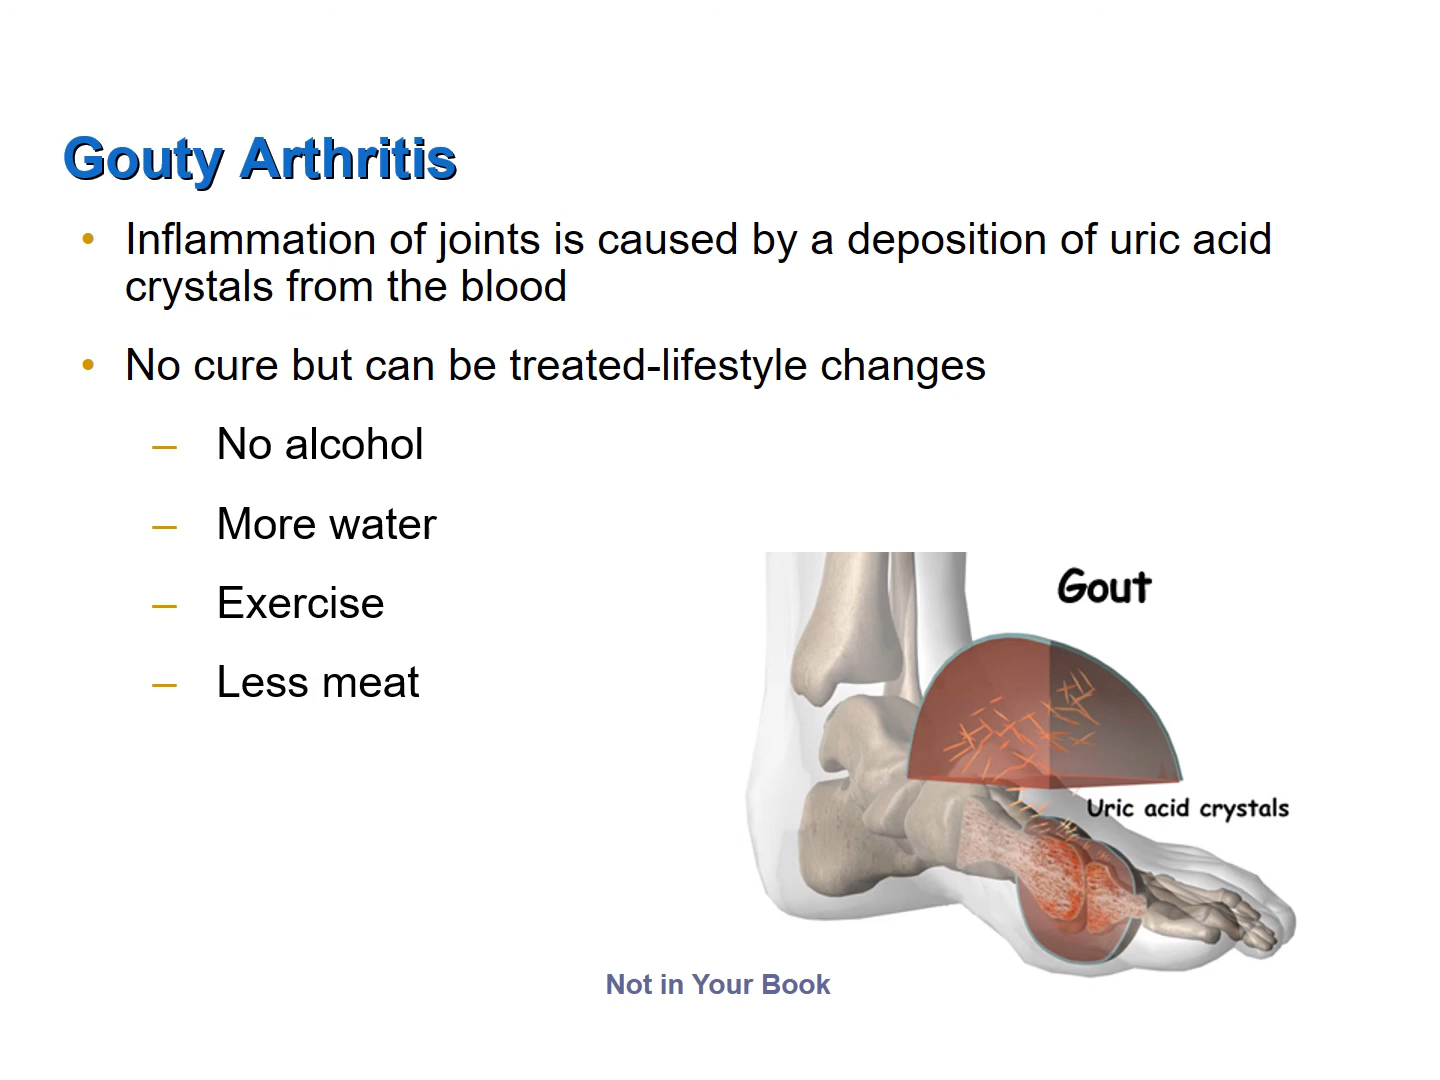 Gouty Arthritis
• Inflammation of joints is caused by a deposition of uric acid
crystals from the blood
• No cure but can be treated-lifestyle changes
– No alcohol
– More water
– Exercise
– Less meat
Gout
Uric acid crystals
Not in Your Book